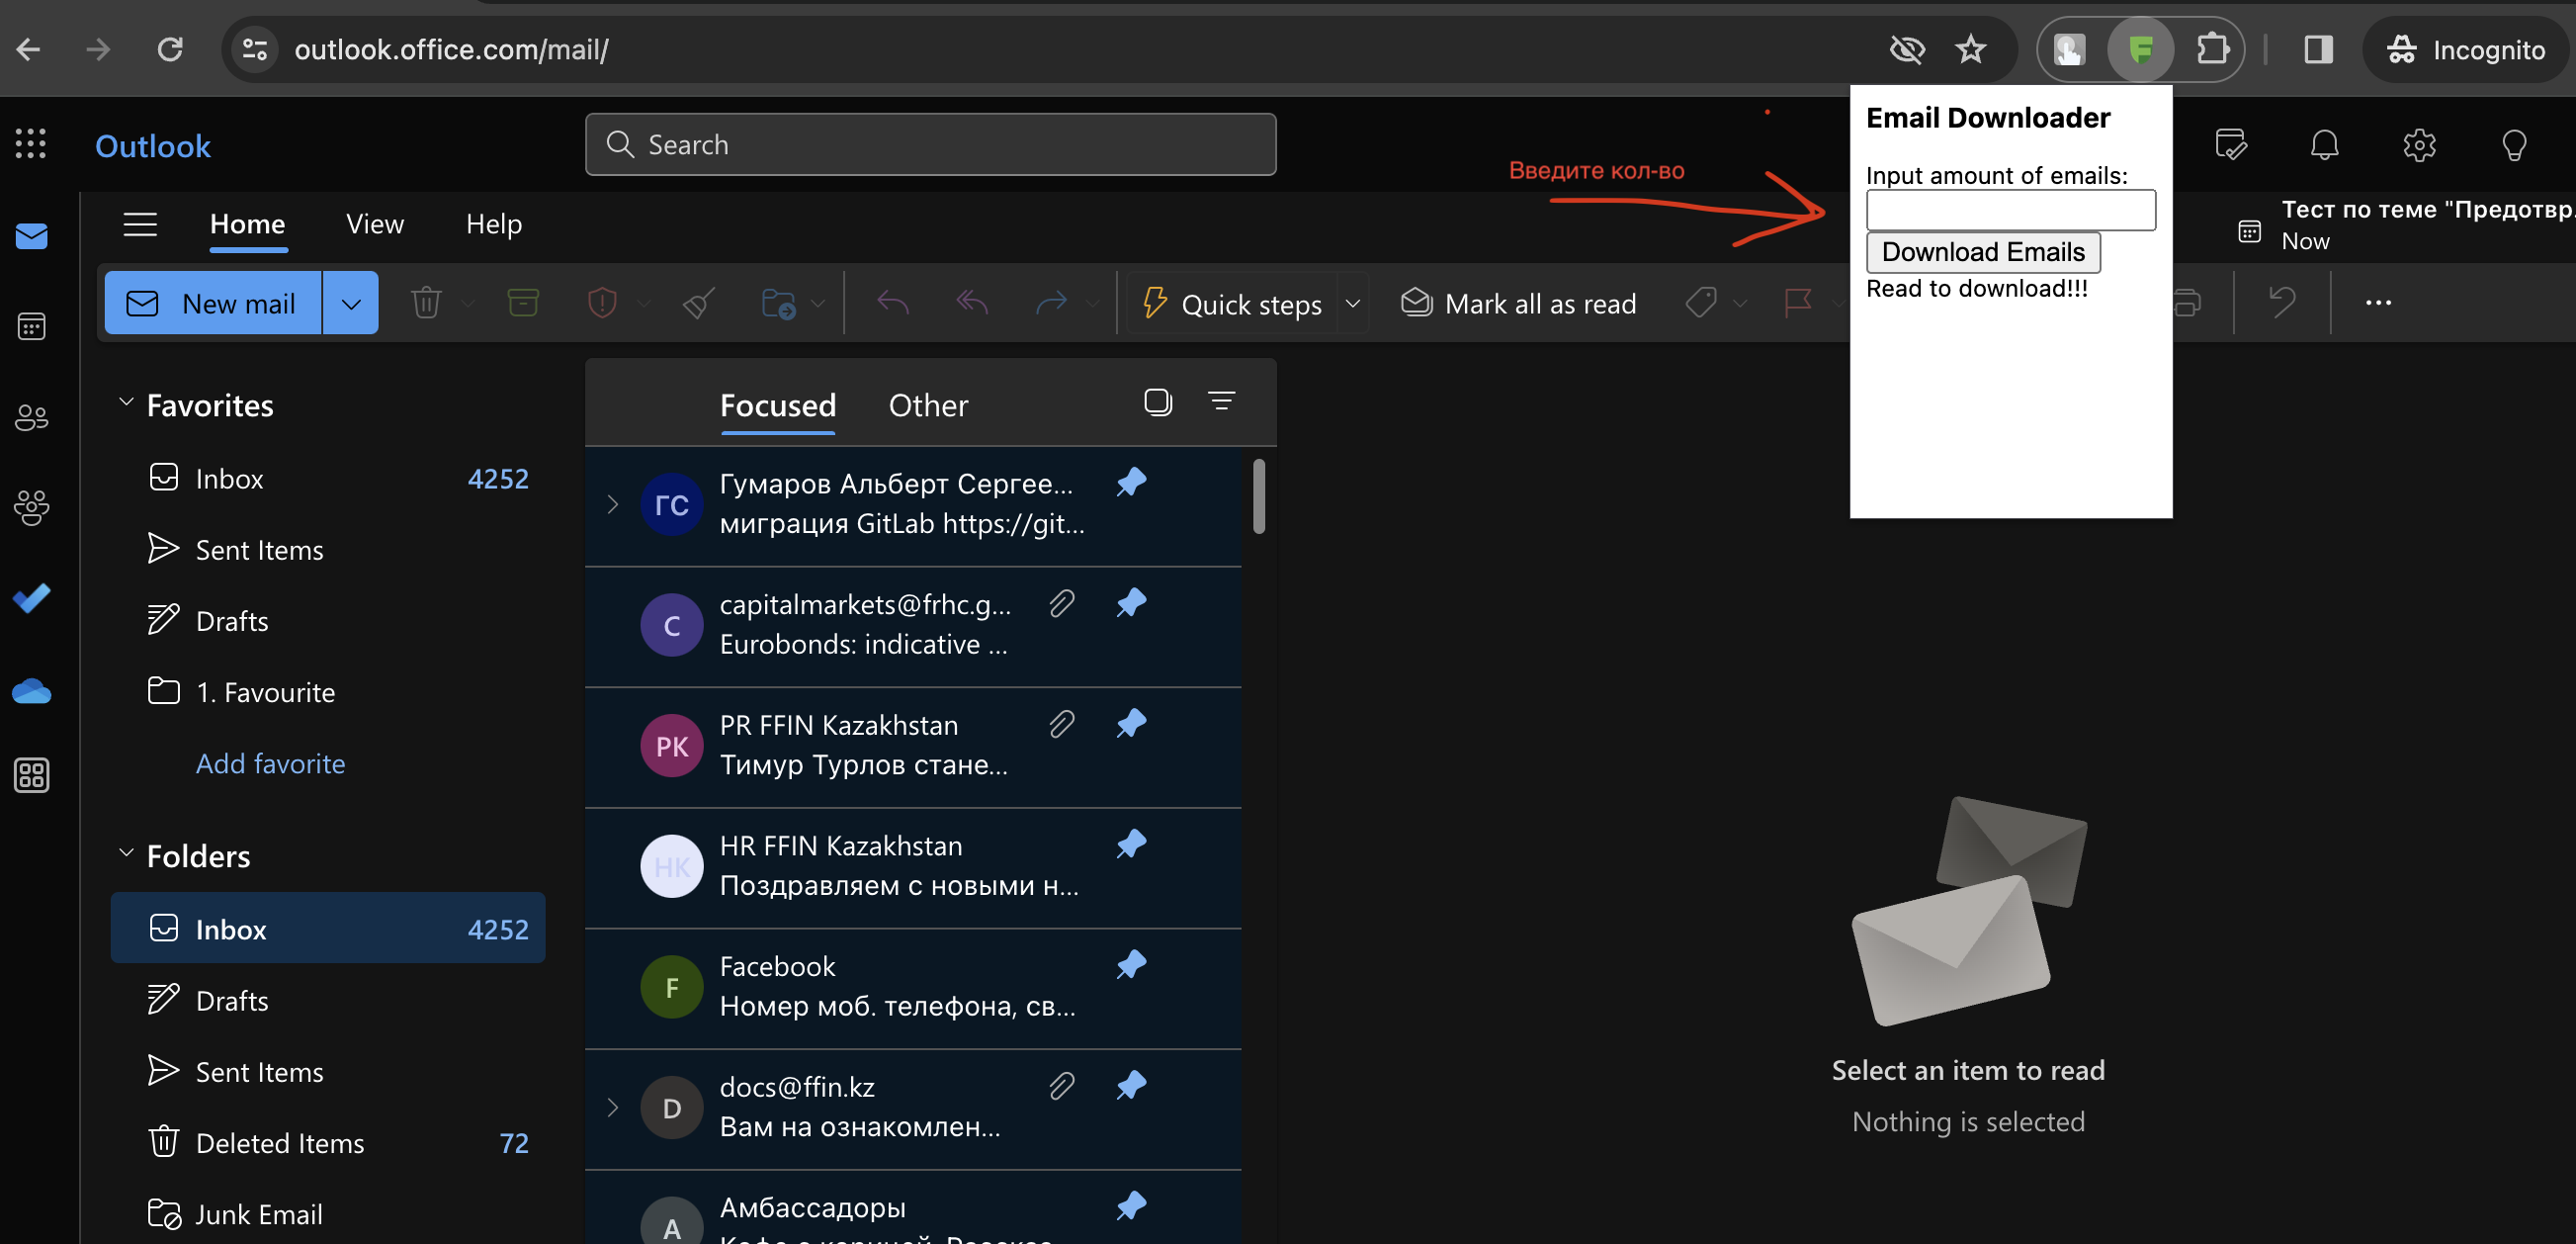 outlook.office.com/mail/
Incognito
Outlook
Search
Введите кол-во
Email Downloader
Input amount of emails:
Download Emails
Read to download!!!
Тест по теме "Предотвр.
Now
Home
View
Help
New mail
Quick steps
Mark all as read
Favorites
Inbox 4252
Sent Items
Drafts
1. Favourite
Add favorite
Folders
Inbox 4252
Drafts
Sent Items
Deleted Items 72
Junk Email
Focused
Other
ГС
Гумаров Альберт Сергее...
миграция GitLab https://git...
C
capitalmarkets@frhc.g...
Eurobonds: indicative ...
PK
PR FFIN Kazakhstan
Тимур Турлов стане...
HK
HR FFIN Kazakhstan
Поздравляем с новыми н...
F
Facebook
Номер моб. телефона, св...
D
docs@ffin.kz
Вам на ознакомлен...
А
Амбассадоры
Select an item to read
Nothing is selected